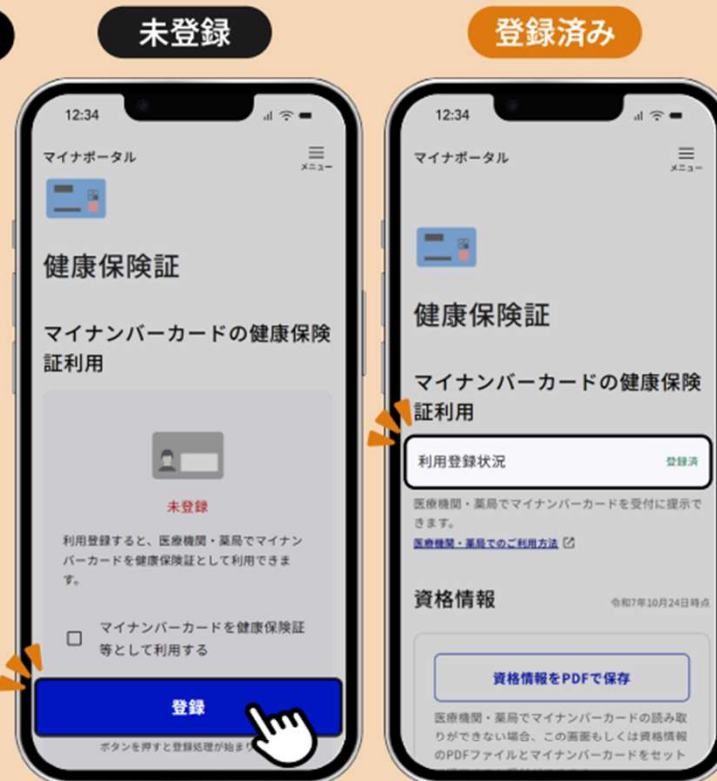 未登録
12:34
マイナポータル
メニュー
健康保険証
マイナンバーカードの健康保険
証利用
未登録
利用登録すると、医療機関・薬局でマイナン
バーカードを健康保険証として利用できま
す。
マイナンバーカードを健康保険証
等として利用する
登録
ボタンを押すと登録処理が始ま
登録済み
12:34
マイナポータル
メニュー
健康保険証
マイナンバーカードの健康保険
証利用
利用登録状況 登録済
医療機関・薬局でマイナンバーカードを受付に提示で
きます。
医療機関・薬局でのご利用方法
資格情報 令和7年10月24日時点
資格情報をPDFで保存
医療機関・薬局でマイナンバーカードの読み取
りができない場合、この画面もしくは資格情報
のPDFファイルとマイナンバーカードをセット